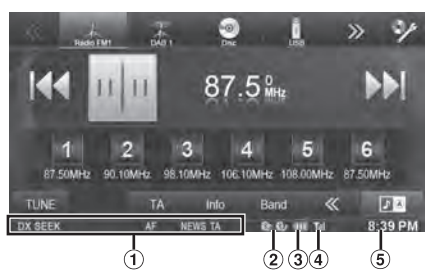 Radio FM1 DAB 1 Disc USB
87.5 0 MHz
1 2 3 4 5 6
87.50MHz 90.10MHz 98.10MHz 106.10MHz 108.00MHz 87.50MHz
TUNE TA Info Band
DX SEEK AF NEWS TA 8:39 PM
① ② ③ ④ ⑤